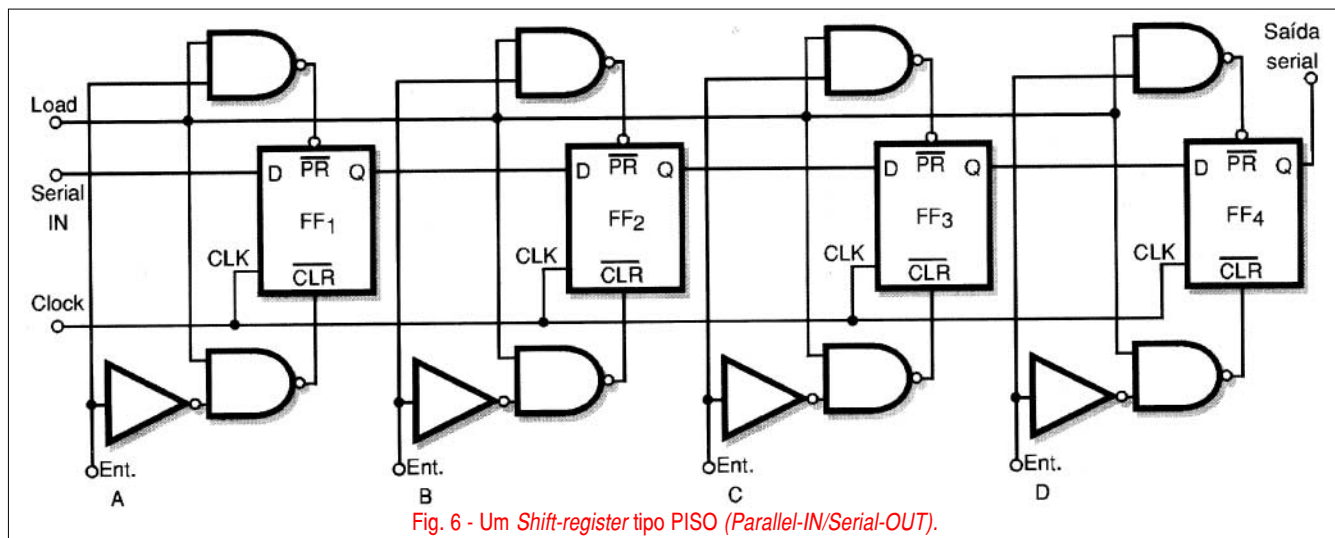 Saída
serial
Load
D PR Q
D PR Q
D PR Q
D PR Q
Serial
IN
FF1
FF2
FF3
FF4
CLK
CLK
CLK
CLK
CLR
CLR
CLR
CLR
Clock
Ent.
A
Ent.
B
Ent.
C
Ent.
D
Fig. 6 - Um Shift-register tipo PISO (Parallel-IN/Serial-OUT).